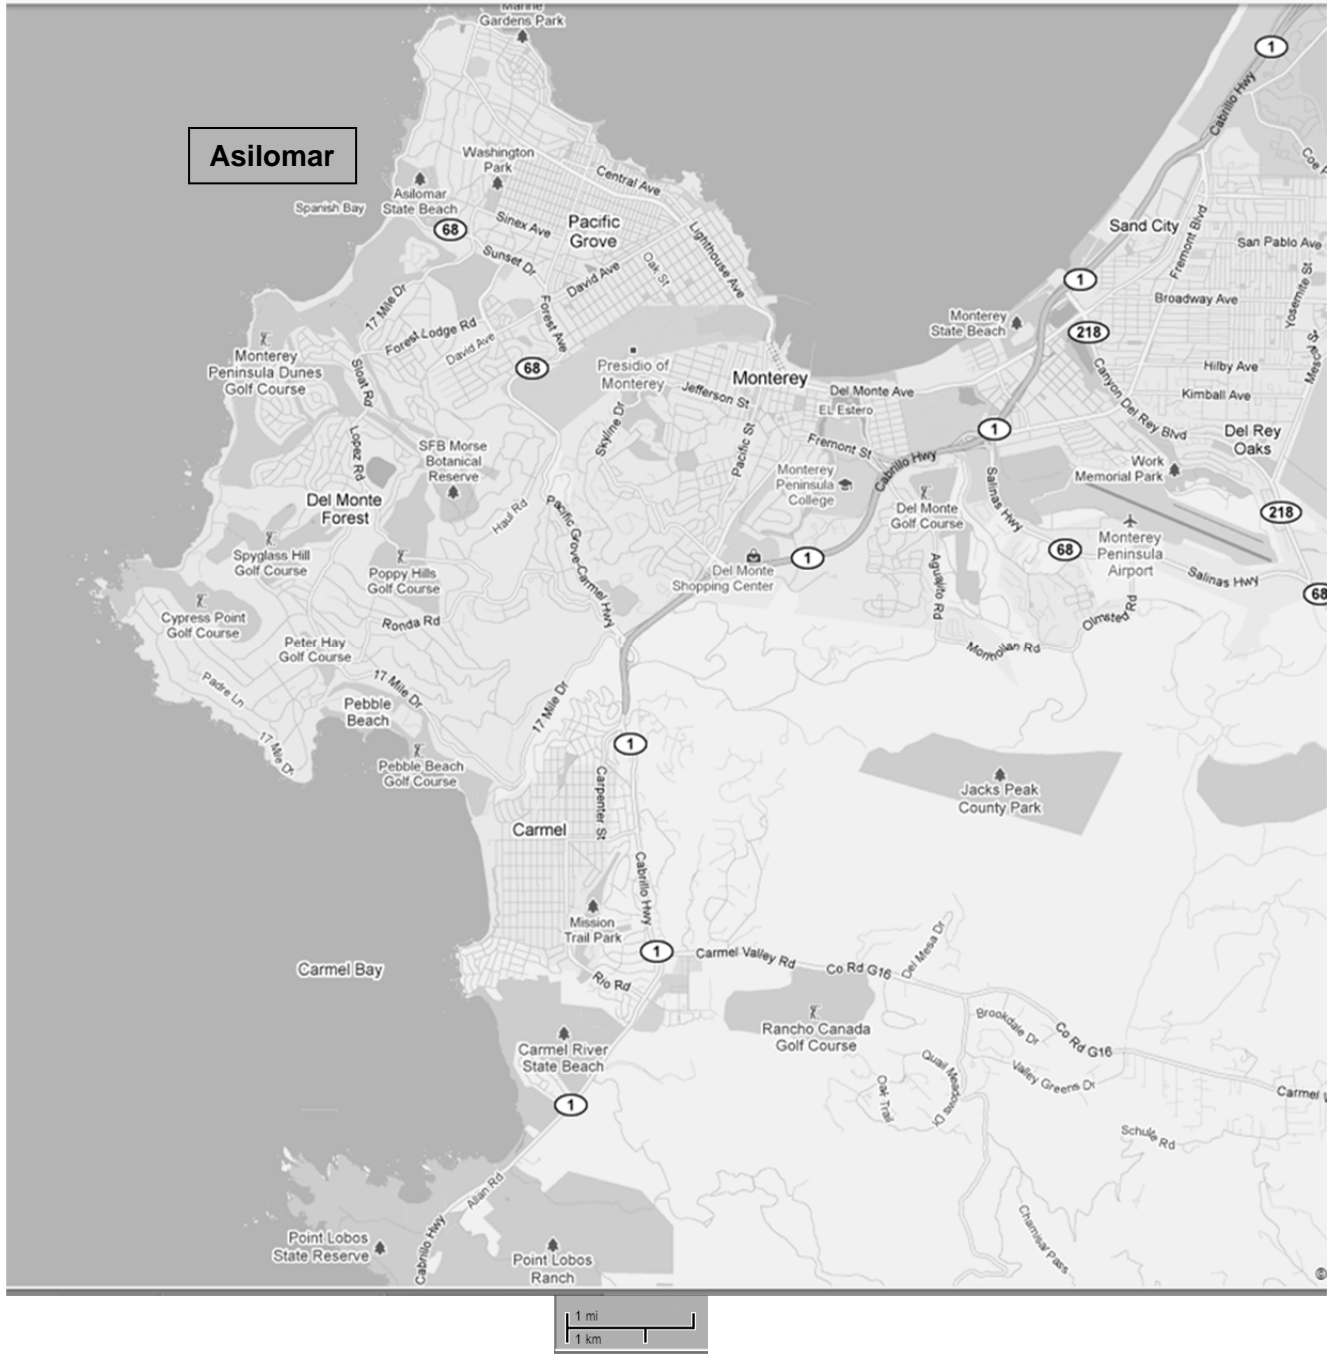 Marine
Gardens Park
1
Cabrillo Hwy
Asilomar
Washington
Park
Central Ave
Coe
Asilomar
State Beach
Spanish Bay
68
Sinex Ave
Pacific
Grove
Lighthouse Ave
Sand City
Fremont Blvd
San Pablo Ave
Sunset Dr
David Ave
Oak St
1
Yosemite St
17 Mile Dr
Forest Ave
Broadway Ave
Forest Lodge Rd
David Ave
Monterey
State Beach
218
Monterey
Peninsula Dunes
Golf Course
Sloat Rd
68
Presidio of
Monterey
Monterey
Jefferson St
Del Monte Ave
Canyon Del Rey Blvd
Hilby Ave
Mescal St
Kimball Ave
EL Estero
Skyline Dr
Pacific St
Fremont St
1
Del Rey
Oaks
Lopez Rd
SFB Morse
Botanical
Reserve
Cabrillo Hwy
Monterey
Peninsula
College
Work
Memorial Park
Salinas Hwy
Del Monte
Forest
Haul Rd
Pacific Grove-Carmel Hwy
Del Monte
Golf Course
218
Spyglass Hill
Golf Course
Poppy Hills
Golf Course
Del Monte
Shopping Center
1
68
Monterey
Peninsula
Airport
Salinas Hwy
68
Aguajito Rd
Cypress Point
Golf Course
Ronda Rd
Olmsted Rd
Peter Hay
Golf Course
Padre Ln
17 Mile Dr
Pebble
Beach
17 Mile Dr
17 Mile Dr
1
Pebble Beach
Golf Course
Carpenter St
Jacks Peak
County Park
Carmel
Cabrillo Hwy
Mission
Trail Park
1
Carmel Valley Rd
Co Rd G16
Del Mesa Dr
Carmel Bay
Rio Rd
Rancho Canada
Golf Course
Brookdale Dr
Co Rd G16
Carmel River
State Beach
Quail Meadows Dr
Valley Greens Dr
Oak Trail
Carmel V
1
Schulte Rd
Allan Rd
Point Lobos
State Reserve
Cabrillo Hwy
Point Lobos
Ranch
Chamisal Pass
©
1 mi
1 km